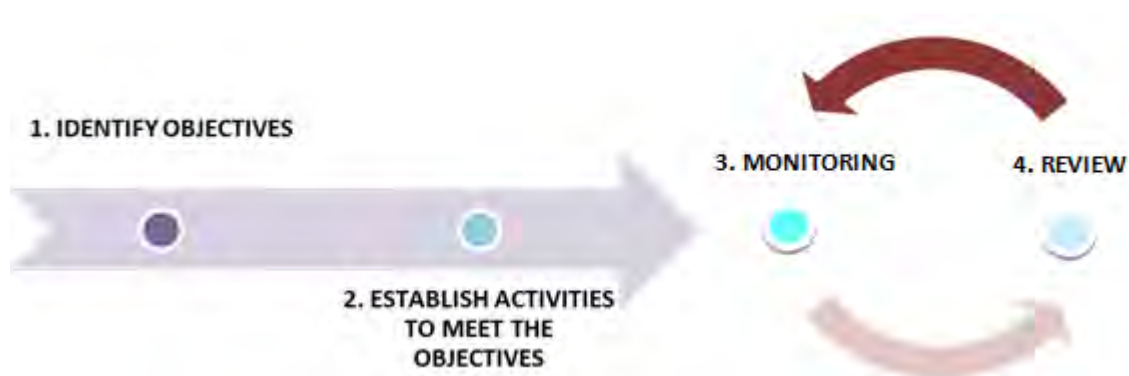 1. IDENTIFY OBJECTIVES
2. ESTABLISH ACTIVITIES
TO MEET THE
OBJECTIVES
3. MONITORING
4. REVIEW